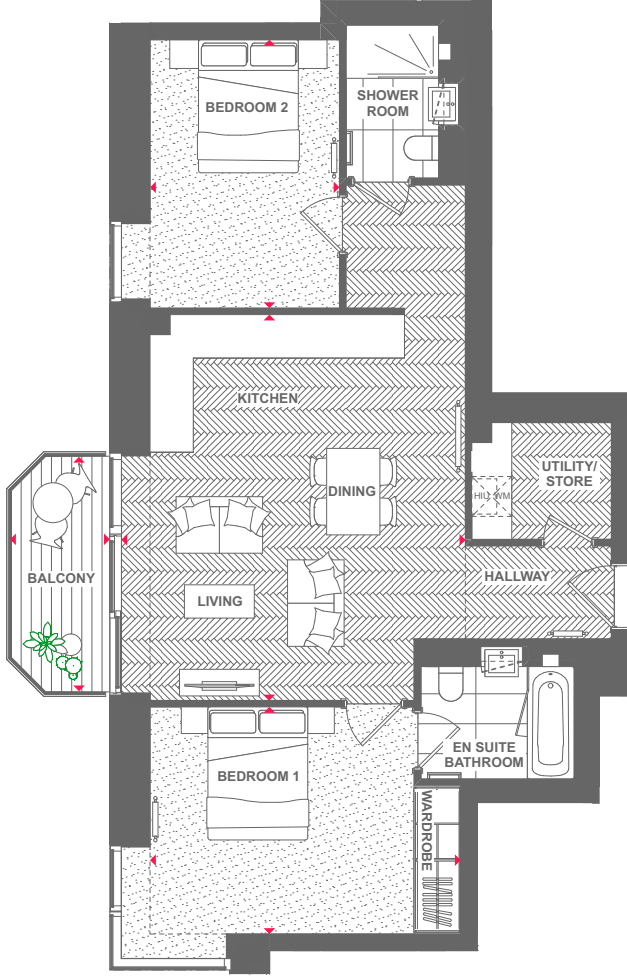 BEDROOM 2
SHOWER
ROOM
KITCHEN
DINING
UTILITY/
STORE
HIU
WM
BALCONY
HALLWAY
LIVING
EN SUITE
BATHROOM
BEDROOM 1
WARDROBE